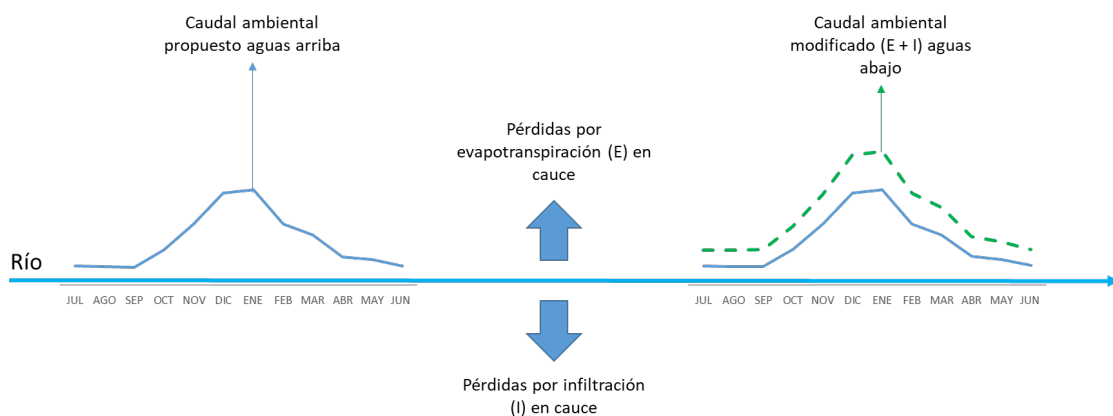 Caudal ambiental
propuesto aguas arriba
Caudal ambiental
modificado (E + I) aguas
abajo
Pérdidas por
evapotranspiración (E) en
cauce
Río
JUL AGO SEP OCT NOV DIC ENE FEB MAR ABR MAY JUN
JUL AGO SEP OCT NOV DIC ENE FEB MAR ABR MAY JUN
Pérdidas por infiltración
(I) en cauce